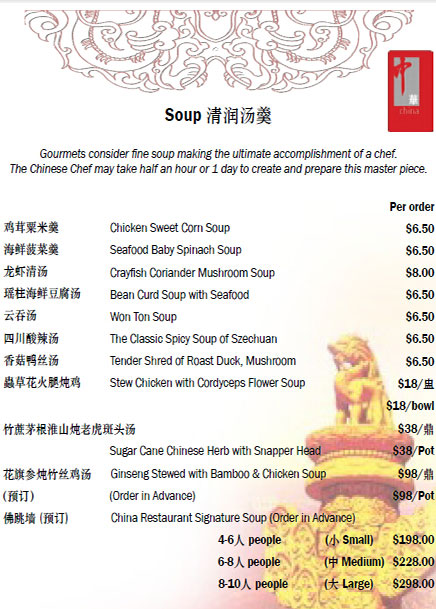 中
華
china
Soup 清润汤羹
Gourmets consider fine soup making the ultimate accomplishment of a chef.
The Chinese Chef may take half an hour or 1 day to create and prepare this master piece.
Per order
鸡茸粟米羹 Chicken Sweet Corn Soup $6.50
海鲜菠菜羹 Seafood Baby Spinach Soup $6.50
龙虾清汤 Crayfish Coriander Mushroom Soup $8.00
瑶柱海鲜豆腐汤 Bean Curd Soup with Seafood $6.50
云吞汤 Won Ton Soup $6.50
四川酸辣汤 The Classic Spicy Soup of Szechuan $6.50
香菇鸭丝汤 Tender Shred of Roast Duck, Mushroom $6.50
蟲草花火腿炖鸡 Stew Chicken with Cordyceps Flower Soup $18/盅
$18/bowl
竹蔗茅根淮山炖老虎斑头汤 $38/鼎
Sugar Cane Chinese Herb with Snapper Head $38/Pot
花旗参炖竹丝鸡汤 Ginseng Stewed with Bamboo & Chicken Soup $98/鼎
(预订) (Order in Advance) $98/Pot
佛跳墙 (预订) China Restaurant Signature Soup (Order in Advance)
4-6人 people (小 Small) $198.00
6-8人 people (中 Medium) $228.00
8-10人 people (大 Large) $298.00